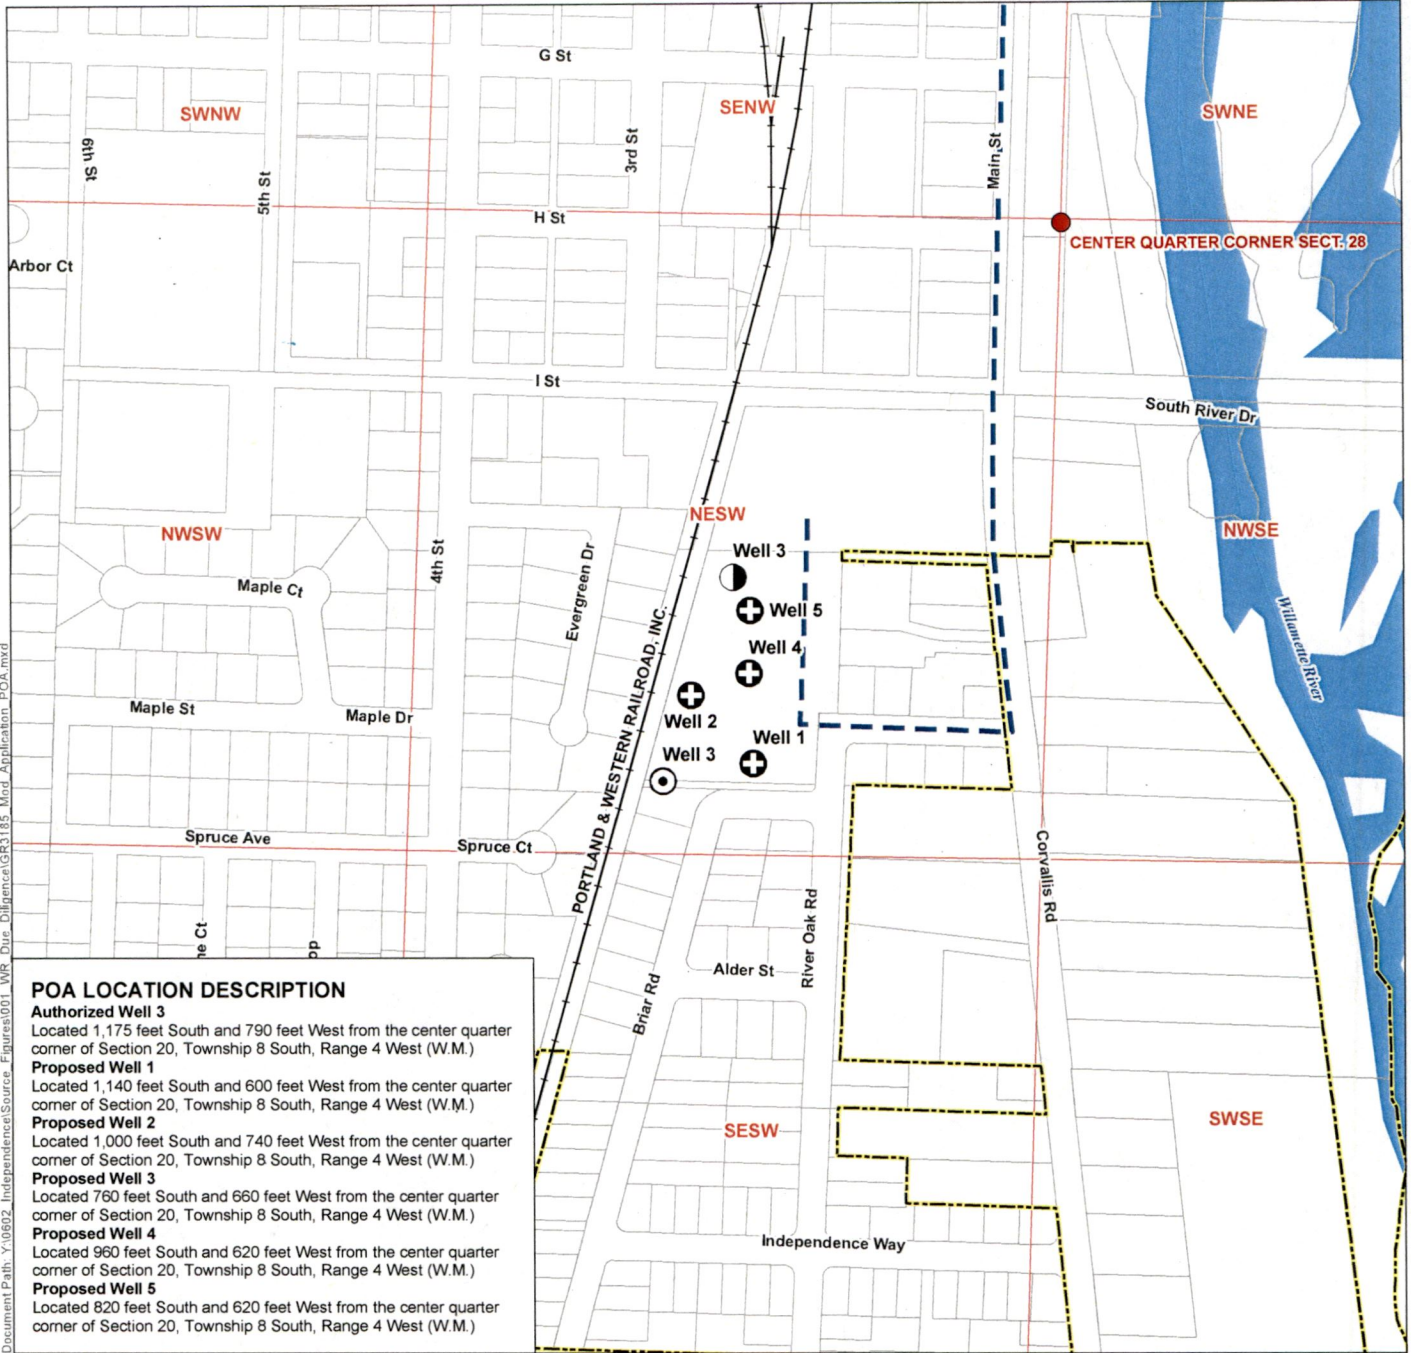 G St
SWNW
SENW
SWNE
6th St
3rd St
Main St
5th St
H St
CENTER QUARTER CORNER SECT. 28
Arbor Ct
I St
South River Dr
NESW
NWSW
NWSE
4th St
Well 3
Maple Ct
Evergreen Dr
Well 5
Willamette River
Well 4
PORTLAND & WESTERN RAILROAD, INC.
Maple St
Maple Dr
Well 2
Well 1
Well 3
Spruce Ave
Spruce Ct
Corvallis Rd
River Oak Rd
ne Ct
op
Alder St
Briar Rd
SESW
SWSE
Independence Way
POA LOCATION DESCRIPTION
Authorized Well 3
Located 1,175 feet South and 790 feet West from the center quarter
corner of Section 20, Township 8 South, Range 4 West (W.M.)
Proposed Well 1
Located 1,140 feet South and 600 feet West from the center quarter
corner of Section 20, Township 8 South, Range 4 West (W.M.)
Proposed Well 2
Located 1,000 feet South and 740 feet West from the center quarter
corner of Section 20, Township 8 South, Range 4 West (W.M.)
Proposed Well 3
Located 760 feet South and 660 feet West from the center quarter
corner of Section 20, Township 8 South, Range 4 West (W.M.)
Proposed Well 4
Located 960 feet South and 620 feet West from the center quarter
corner of Section 20, Township 8 South, Range 4 West (W.M.)
Proposed Well 5
Located 820 feet South and 620 feet West from the center quarter
corner of Section 20, Township 8 South, Range 4 West (W.M.)
Document Path: Y:\0602_Independence\Source_Figures\001_WR_Due_Diligence\GR3185_Mod_Application_POA.mxd